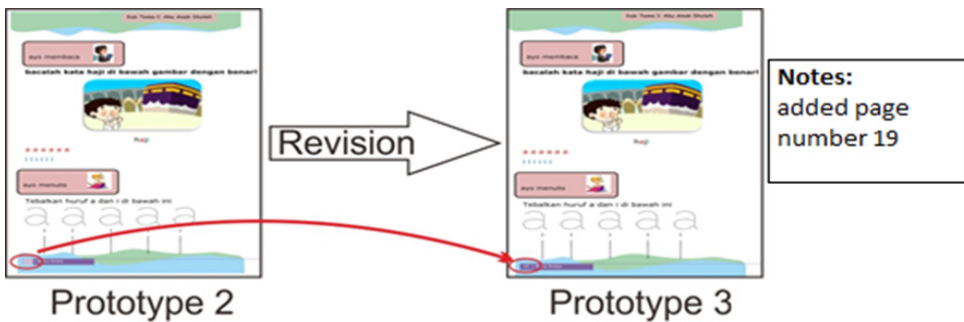 Sub Tema 2. Aku Anak Sholeh
ayo membaca
bacalah kata haji di bawah gambar dengan benar!
haji
a a a a a a
i i i i i i
ayo menulis
Tebalkan huruf a dan i di bawah ini
a a a a a
Prototype 2
Revision
Sub Tema 2. Aku Anak Sholeh
ayo membaca
bacalah kata haji di bawah gambar dengan benar!
haji
ayo menulis
Tebalkan huruf a dan i di bawah ini
a a a a a
Prototype 3
Notes:
added page
number 19